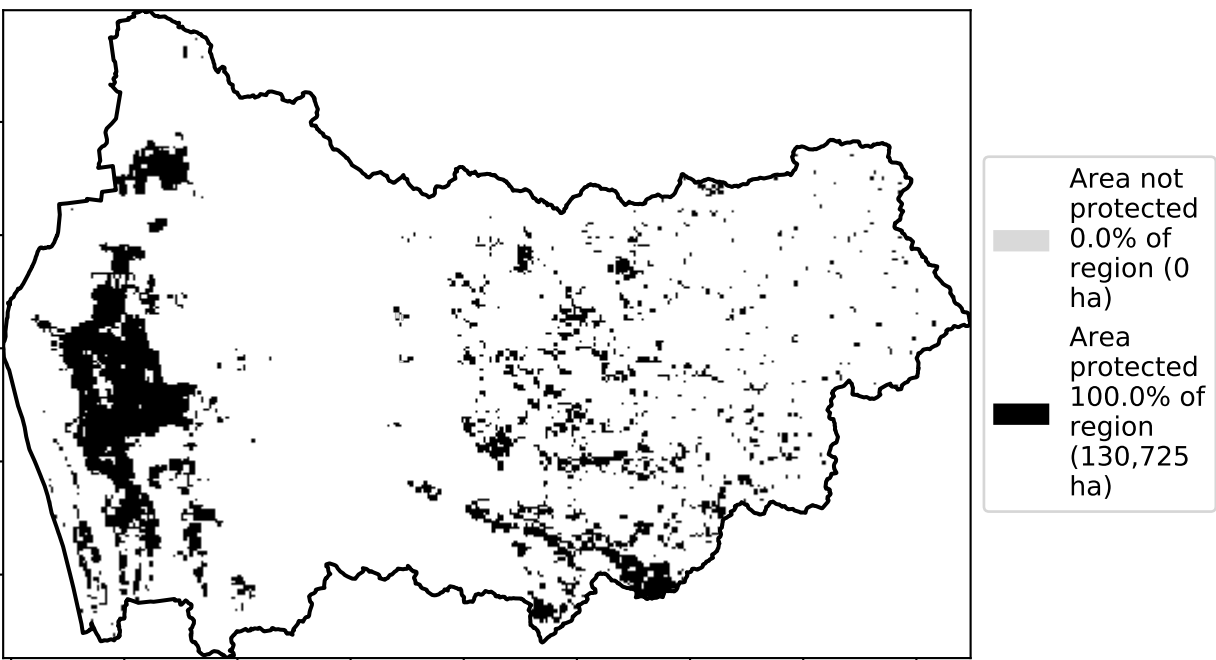 Area not
protected
0.0% of
region (0
ha)
Area
protected
100.0% of
region
(130,725
ha)